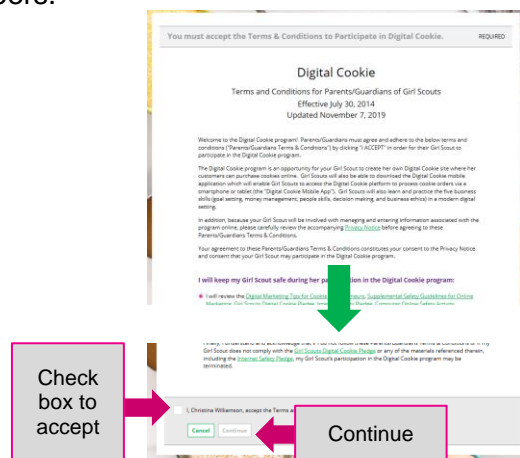 You must accept the Terms & Conditions to Participate in Digital Cookie. REQUIRED
Digital Cookie
Terms and Conditions for Parents/Guardians of Girl Scouts
Effective July 30, 2014
Updated November 7, 2019
Welcome to the Digital Cookie program! Parents/Guardians must agree and adhere to the below terms and
conditions ("Parents/Guardians Terms & Conditions") by clicking "I ACCEPT" in order for their Girl Scout to
participate in the Digital Cookie program.
The Digital Cookie program is an opportunity for your Girl Scout to create her own Digital Cookie site where her
customers can purchase cookies online. Girl Scouts will also be able to download the Digital Cookie mobile
application which will enable Girl Scouts to access the Digital Cookie platform to process cookie orders via a
smartphone or tablet (the "Digital Cookie Mobile App"). Girl Scouts will also learn and practice the five business
skills (goal setting, money management, people skills, decision making, and business ethics) in a modern digital
setting.
In addition, because your Girl Scout will be involved with managing and entering information associated with the
program online, please carefully review the accompanying Privacy Notice before agreeing to these
Parents/Guardians Terms & Conditions.
Your agreement to these Parents/Guardians Terms & Conditions constitutes your consent to the Privacy Notice
and consent that your Girl Scout may participate in the Digital Cookie program.
I will keep my Girl Scout safe during her in the Digital Cookie program:
I will review the Digital Marketing Tips for Cookie Supplemental Safety Guidelines for Online
Girl Scout does not comply with the Girl Scouts Digital Cookie Pledge or any of the materials referenced therein,
including the Internet Safety Pledge, my Girl Scout's participation in the Digital Cookie program may be
terminated.
Check
box to
accept
I, Christina Williamson, accept the Terms
Cancel Continue
Continue